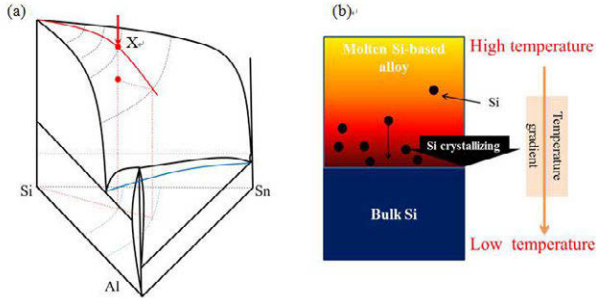 (a)
X↵
Si
Sn
Al
(b)
Molten Si-based
alloy
High temperature
Si
Si crystallizing
Temperature
gradient
Bulk Si
Low temperature